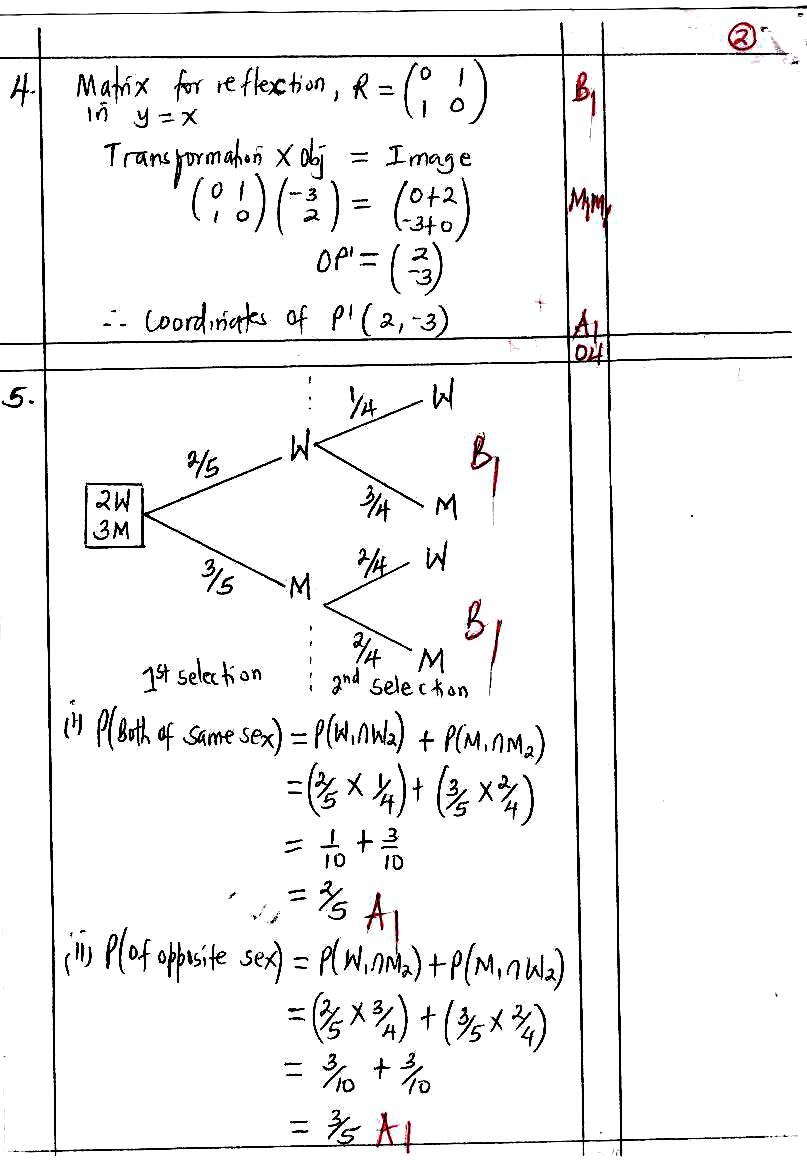 ②
4. Matrix for reflection, R = (0 1
in y = x 1 0) B1
Transformation X obj = Image
(0 1 (-3 = (0+2
1 0) 2) -3+0) M1M1
OP' = (2
-3)
∴ Coordinates of P'(2,-3) A1
04
5.
1/4 W
2/5 W B1
2W 3/4 M
3M
2/4 W
3/5 M B1
2/4 M
1st selection 2nd selection
(i) P(Both of same sex) = P(W1∩W2) + P(M1∩M2)
= (2/5 X 1/4) + (3/5 X 2/4)
= 1/10 + 3/10
= 2/5 A1
(ii) P(of opposite sex) = P(W1∩M2) + P(M1∩W2)
= (2/5 X 3/4) + (3/5 X 2/4)
= 3/10 + 3/10
= 3/5 A1